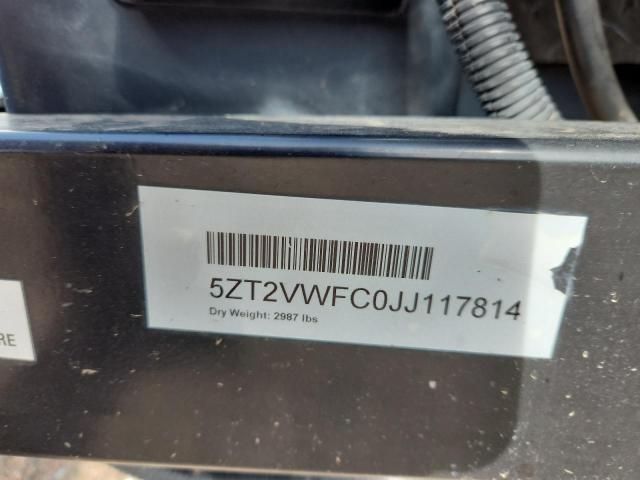 5ZT2VWFC0JJ117814
Dry Weight: 2987 lbs
RE